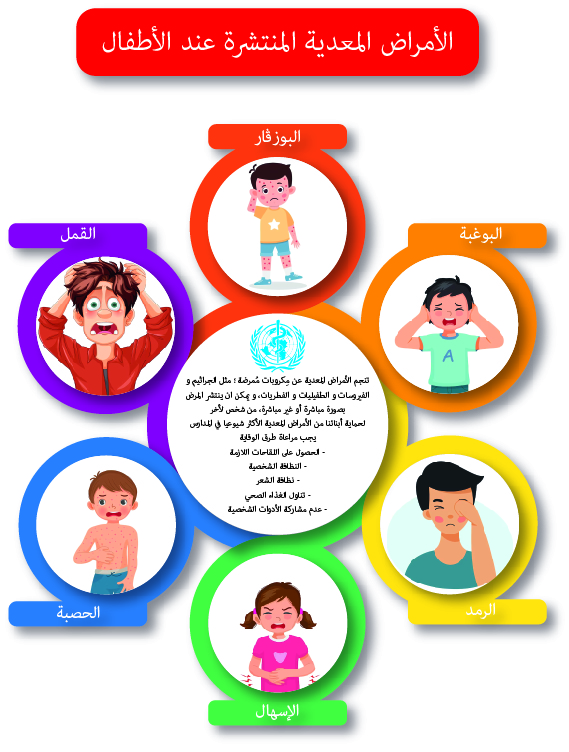 الأمراض المعدية المنتشرة عند الأطفال
البوزڤار
البوغبة
القمل
A
تنجم الأمراض المعدية عن مِكروبات مُمرضة ؛ مثل الجراثيم و
الفيروسات و الطفيليات و الفطريات، و يمكن ان ينتشر المرض
بصورة مباشرة أو غير مباشرة، من شخص لآخر
لحماية أبنائنا من الأمراض المعدية الأكثر شيوعيا في المدارس
يجب مراعاة طرق الوقاية
- الحصول على اللقاحات اللازمة
- النظافة الشخصية
- نظافة الشعر
- تناول الغذاء الصحي
- عدم مشاركة الأدوات الشخصية
الرمد
الحصبة
الإسهال